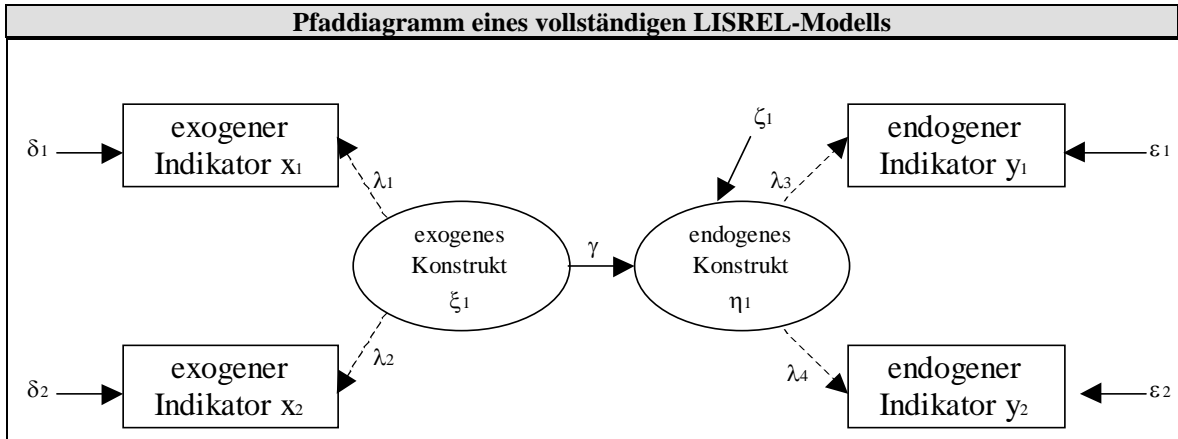 Pfaddiagramm eines vollständigen LISREL-Modells
δ1
exogener
Indikator x1
λ1
ζ1
λ3
endogener
Indikator y1
ε1
exogenes
Konstrukt
ξ1
γ
endogenes
Konstrukt
η1
δ2
exogener
Indikator x2
λ2
λ4
endogener
Indikator y2
ε2